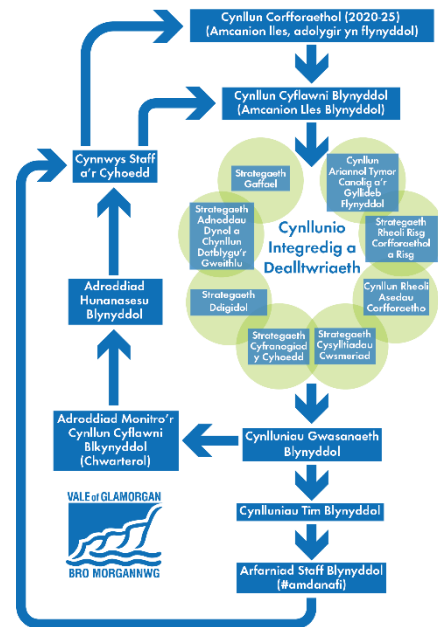 Cynllun Corfforaethol (2020-25)
(Amcanion lles, adolygir yn flynyddol)
Cynllun Cyflawni Blynyddol
(Amcanion Lles Blynyddol)
Cynnwys Staff
a'r Cyhoedd
Strategaeth
Gaffael
Cynllun
Ariannol Tymor
Canolig a'r
Gyllideb
Flynyddol
Strategaeth
Adnoddau
Dynol a
Chynllun
Datblygu'r
Gweithlu
Cynllunio
Integredig a
Dealltwriaeth
Strategaeth
Rheoli Risg
Corfforaethol
a Risg
Strategaeth
Ddigidol
Cynllun Rheoli
Asedau
Corfforaetho
Strategaeth
Cyfranogiad
y Cyhoedd
Strategaeth
Cysylltiadau
Cwsmeriad
Adroddiad
Hunanasesu
Blynyddol
Adroddiad Monitro'r
Cynllun Cyflawni
Blkynyddol
(Chwarterol)
Cynlluniau Gwasanaeth
Blynyddol
Cynlluniau Tim Blynyddol
Arfarniad Staff Blynyddol
(#amdanafi)
VALE of GLAMORGAN
BRO MORGANNWG